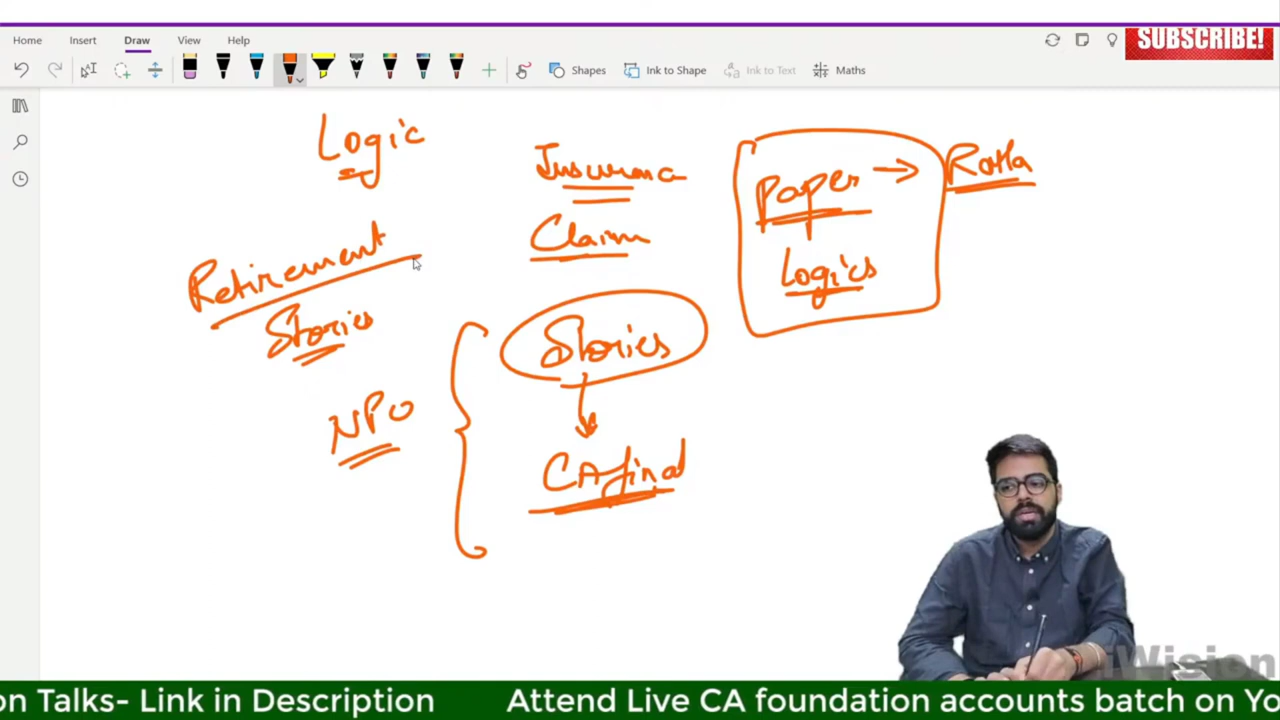 Home Insert Draw View Help
SUBSCRIBE!
Shapes Ink to Shape Ink to Text Maths
Logic
Insurance
Claim
Paper → Ratta
Logics
Retirement
Stories
Stories
NPO
CA final
iWision
on Talks- Link in Description Attend Live CA foundation accounts batch on Yo